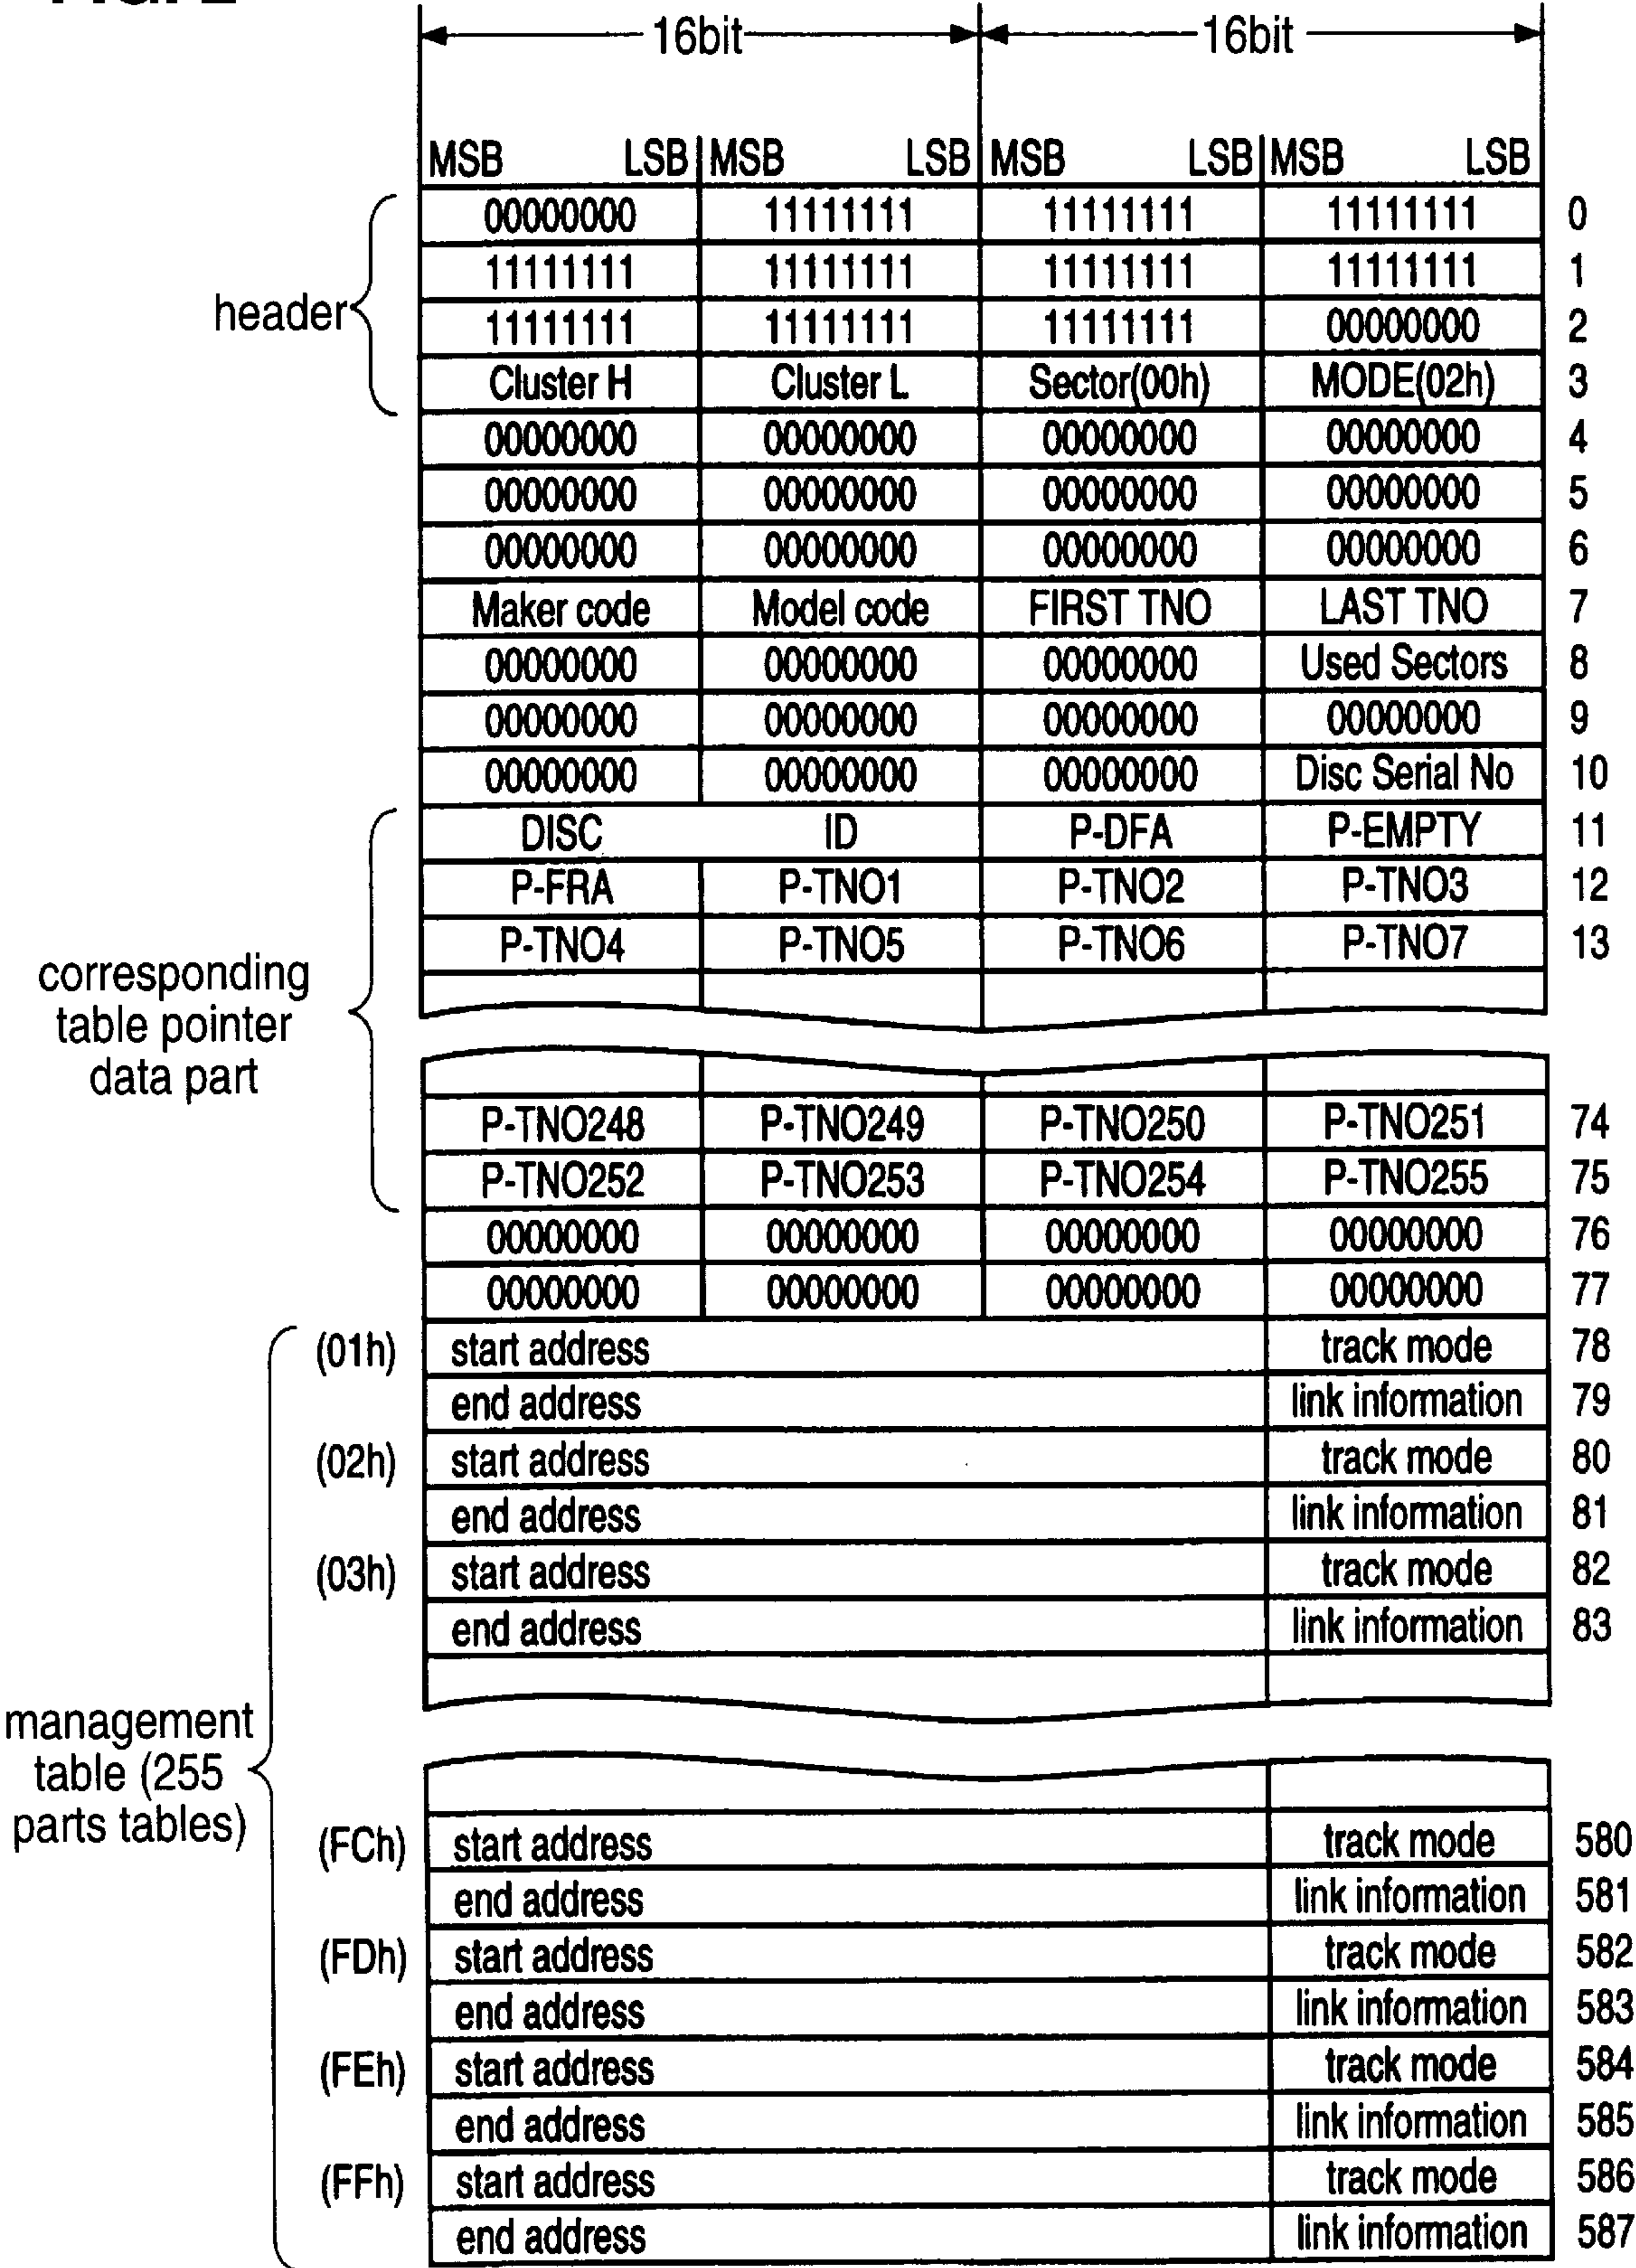 16bit 16bit
MSB LSB MSB LSB MSB LSB MSB LSB
00000000 11111111 11111111 11111111 0
11111111 11111111 11111111 11111111 1
header
11111111 11111111 11111111 00000000 2
Cluster H Cluster L Sector(00h) MODE(02h) 3
00000000 00000000 00000000 00000000 4
00000000 00000000 00000000 00000000 5
00000000 00000000 00000000 00000000 6
Maker code Model code FIRST TNO LAST TNO 7
00000000 00000000 00000000 Used Sectors 8
00000000 00000000 00000000 00000000 9
00000000 00000000 00000000 Disc Serial No 10
DISC ID P-DFA P-EMPTY 11
P-FRA P-TNO1 P-TNO2 P-TNO3 12
P-TNO4 P-TNO5 P-TNO6 P-TNO7 13
corresponding
table pointer
data part
P-TNO248 P-TNO249 P-TNO250 P-TNO251 74
P-TNO252 P-TNO253 P-TNO254 P-TNO255 75
00000000 00000000 00000000 00000000 76
00000000 00000000 00000000 00000000 77
(01h) start address track mode 78
end address link information 79
(02h) start address track mode 80
end address link information 81
(03h) start address track mode 82
end address link information 83
management
table (255
parts tables)
(FCh) start address track mode 580
end address link information 581
(FDh) start address track mode 582
end address link information 583
(FEh) start address track mode 584
end address link information 585
(FFh) start address track mode 586
end address link information 587